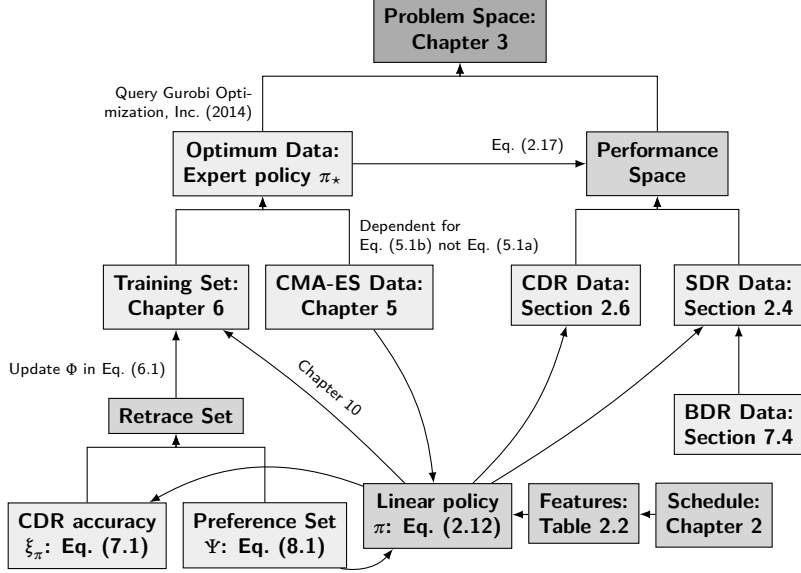 Problem Space:
Chapter 3
Query Gurobi Opti-
mization, Inc. (2014)
Optimum Data:
Expert policy π⋆
Eq. (2.17)
Performance
Space
Dependent for
Eq. (5.1b) not Eq. (5.1a)
Training Set:
Chapter 6
CMA-ES Data:
Chapter 5
CDR Data:
Section 2.6
SDR Data:
Section 2.4
Update Φ in Eq. (6.1)
Chapter 10
Retrace Set
BDR Data:
Section 7.4
CDR accuracy
ξπ: Eq. (7.1)
Preference Set
Ψ: Eq. (8.1)
Linear policy
π: Eq. (2.12)
Features:
Table 2.2
Schedule:
Chapter 2